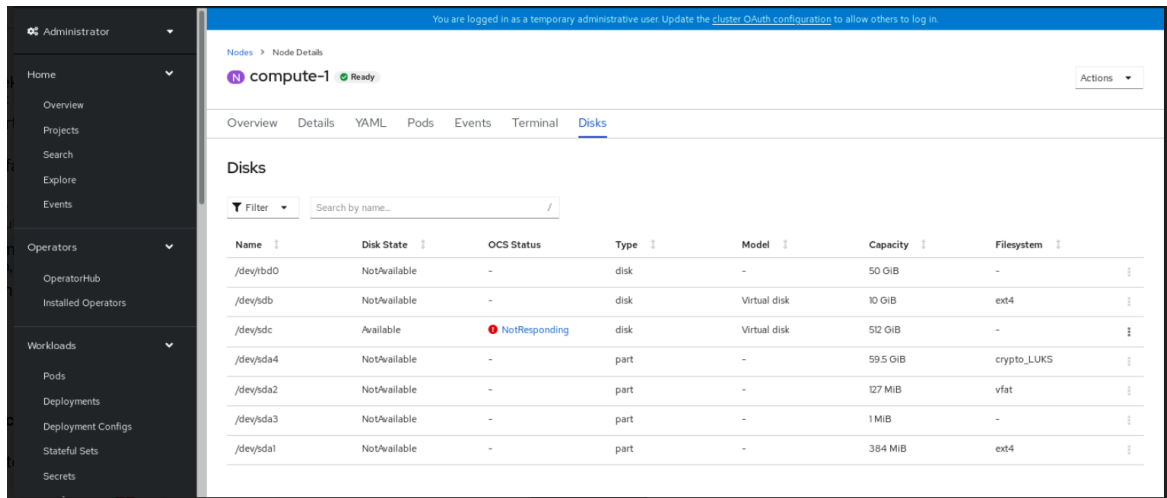 You are logged in as a temporary administrative user. Update the cluster OAuth configuration to allow others to log in.
Administrator
Home
Overview
Projects
Search
Explore
Events
Operators
OperatorHub
Installed Operators
Workloads
Pods
Deployments
Deployment Configs
Stateful Sets
Secrets
Nodes > Node Details
N compute-1 Ready
Actions
Overview Details YAML Pods Events Terminal Disks
Disks
Filter Search by name... /
Name Disk State OCS Status Type Model Capacity Filesystem
/dev/rbd0 NotAvailable - disk - 50 GiB -
/dev/sdb NotAvailable - disk Virtual disk 10 GiB ext4
/dev/sdc Available NotResponding disk Virtual disk 512 GiB -
/dev/sda4 NotAvailable - part - 59.5 GiB crypto_LUKS
/dev/sda2 NotAvailable - part - 127 MiB vfat
/dev/sda3 NotAvailable - part - 1 MiB -
/dev/sda1 NotAvailable - part - 384 MiB ext4